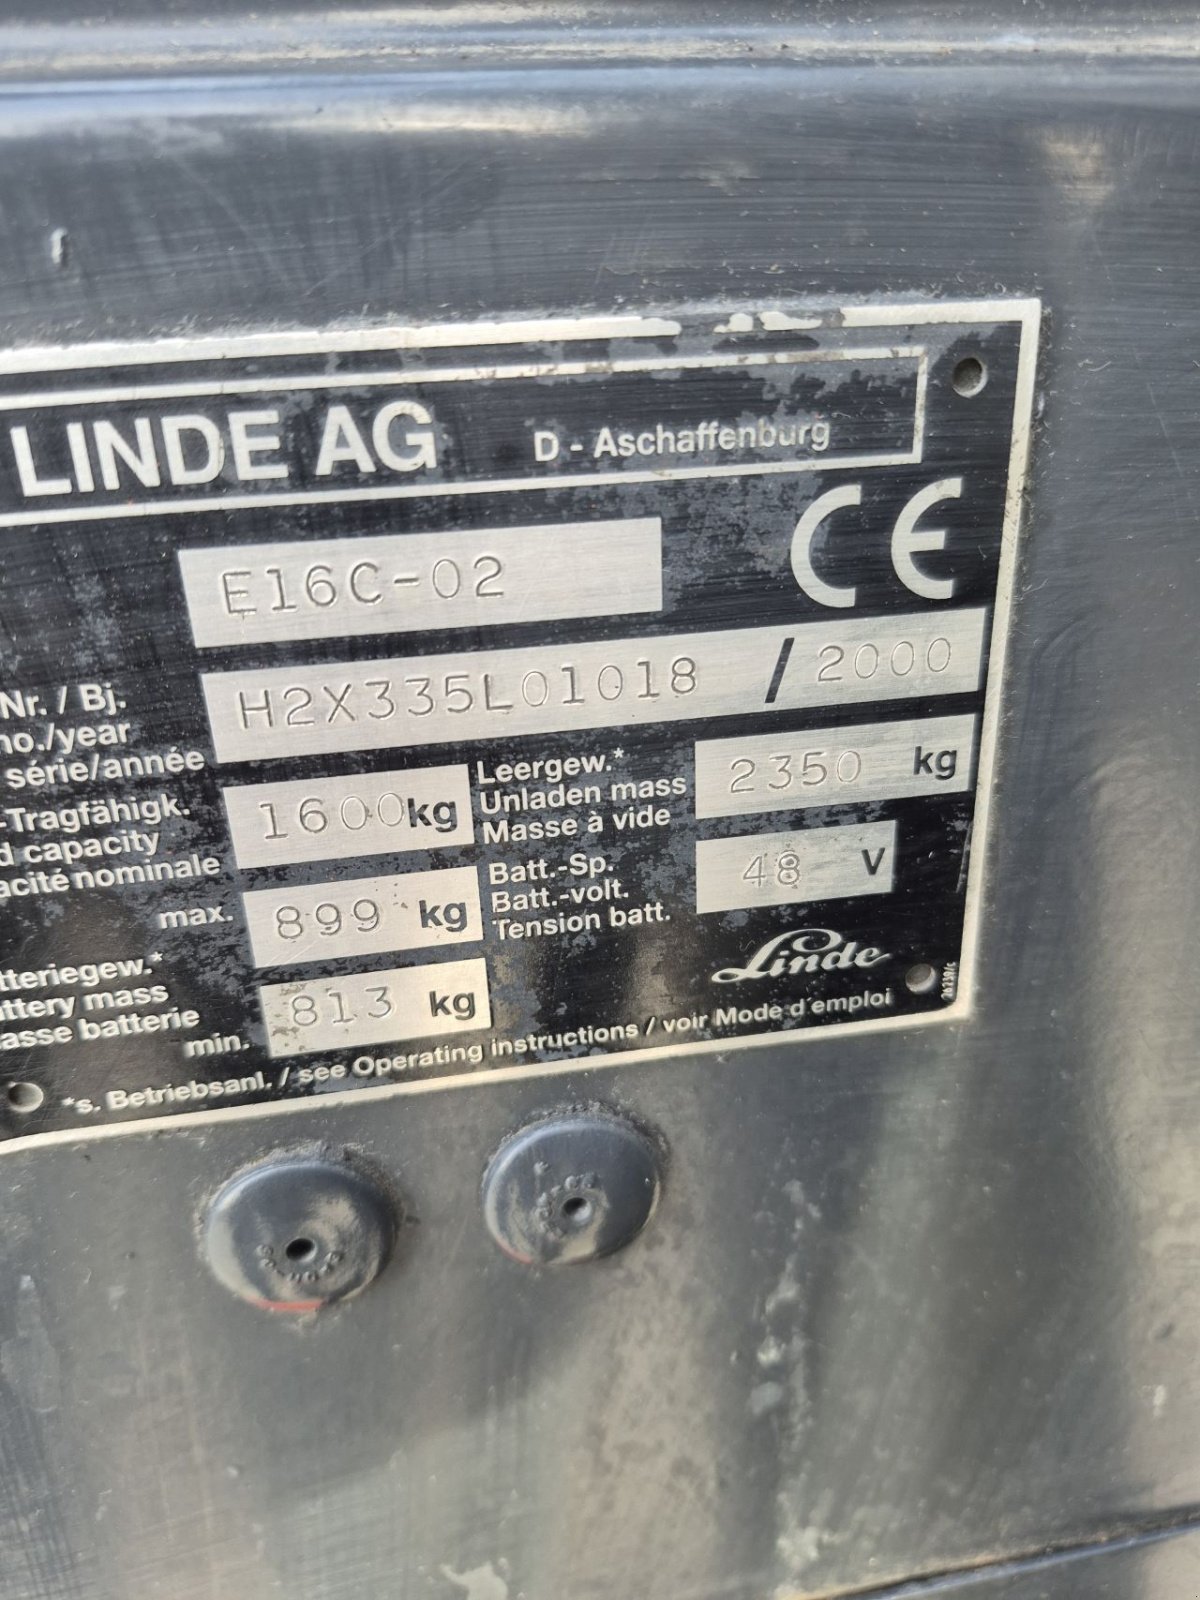 LINDE AG D - Aschaffenburg
CE
E16C-02
Nr. / Bj.
no./year
série/année
H2X335L01018 / 2000
-Tragfähigk.
d capacity
acité nominale
1600 kg
Leergew.*
Unladen mass
Masse à vide
2350 kg
max. 899 kg
Batt.-Sp.
Batt.-volt.
Tension batt.
48 V
tteriegew.*
ttery mass
asse batterie
min. 813 kg
Linde
*s. Betriebsanl. / see Operating instructions / voir Mode d'emploi